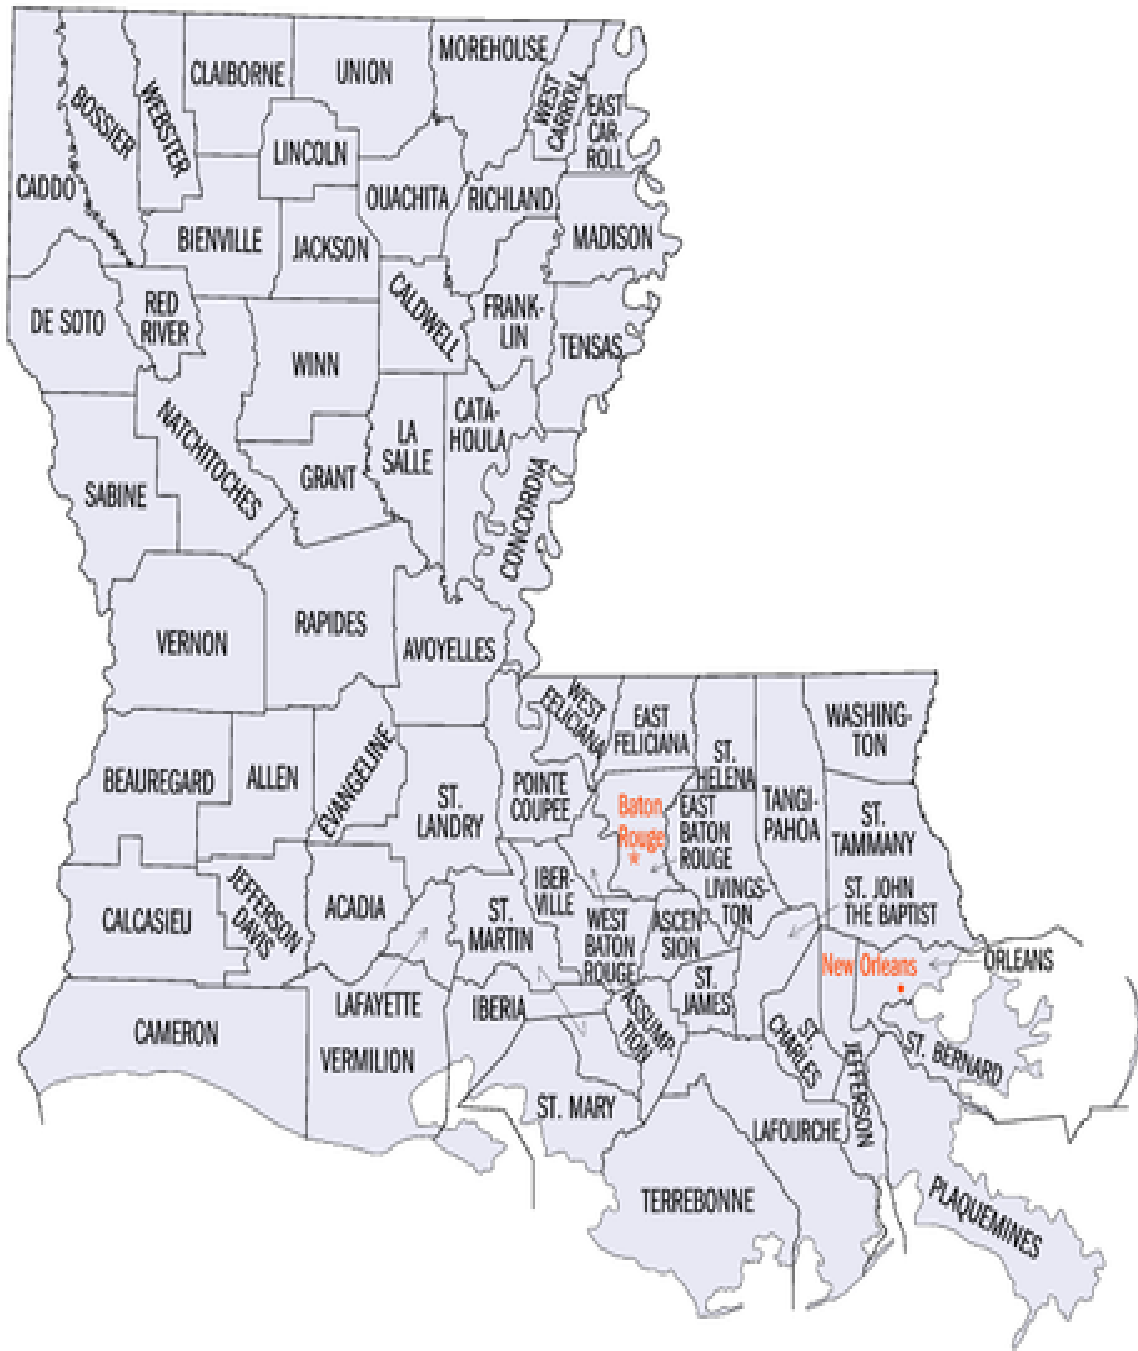 MOREHOUSE
CLAIBORNE
UNION
WEST
CARROLL
EAST
CAR-
ROLL
BOSSIER
WEBSTER
LINCOLN
CADDO
OUACHITA
RICHLAND
BIENVILLE
JACKSON
MADISON
DE SOTO
RED
RIVER
CALDWELL
FRANK-
LIN
TENSAS
WINN
NATCHITOCHES
LA
SALLE
CATA-
HOULA
SABINE
GRANT
CONCORDIA
VERNON
RAPIDES
AVOYELLES
WEST
FELICIANA
EAST
FELICIANA
ST.
HELENA
WASHING-
TON
BEAUREGARD
ALLEN
EVANGELINE
ST.
LANDRY
POINTE
COUPEE
Baton
Rouge
EAST
BATON
ROUGE
TANGI-
PAHOA
ST.
TAMMANY
CALCASIEU
JEFFERSON
DAVIS
ACADIA
ST.
MARTIN
IBER-
VILLE
WEST
BATON
ROUGE
ASCEN-
SION
LIVINGS-
TON
ST. JOHN
THE BAPTIST
New Orleans
ORLEANS
CAMERON
LAFAYETTE
VERMILION
IBERIA
ASSUMP-
TION
ST.
JAMES
ST.
CHARLES
JEFFERSON
ST. BERNARD
ST. MARY
LAFOURCHE
TERREBONNE
PLAQUEMINES